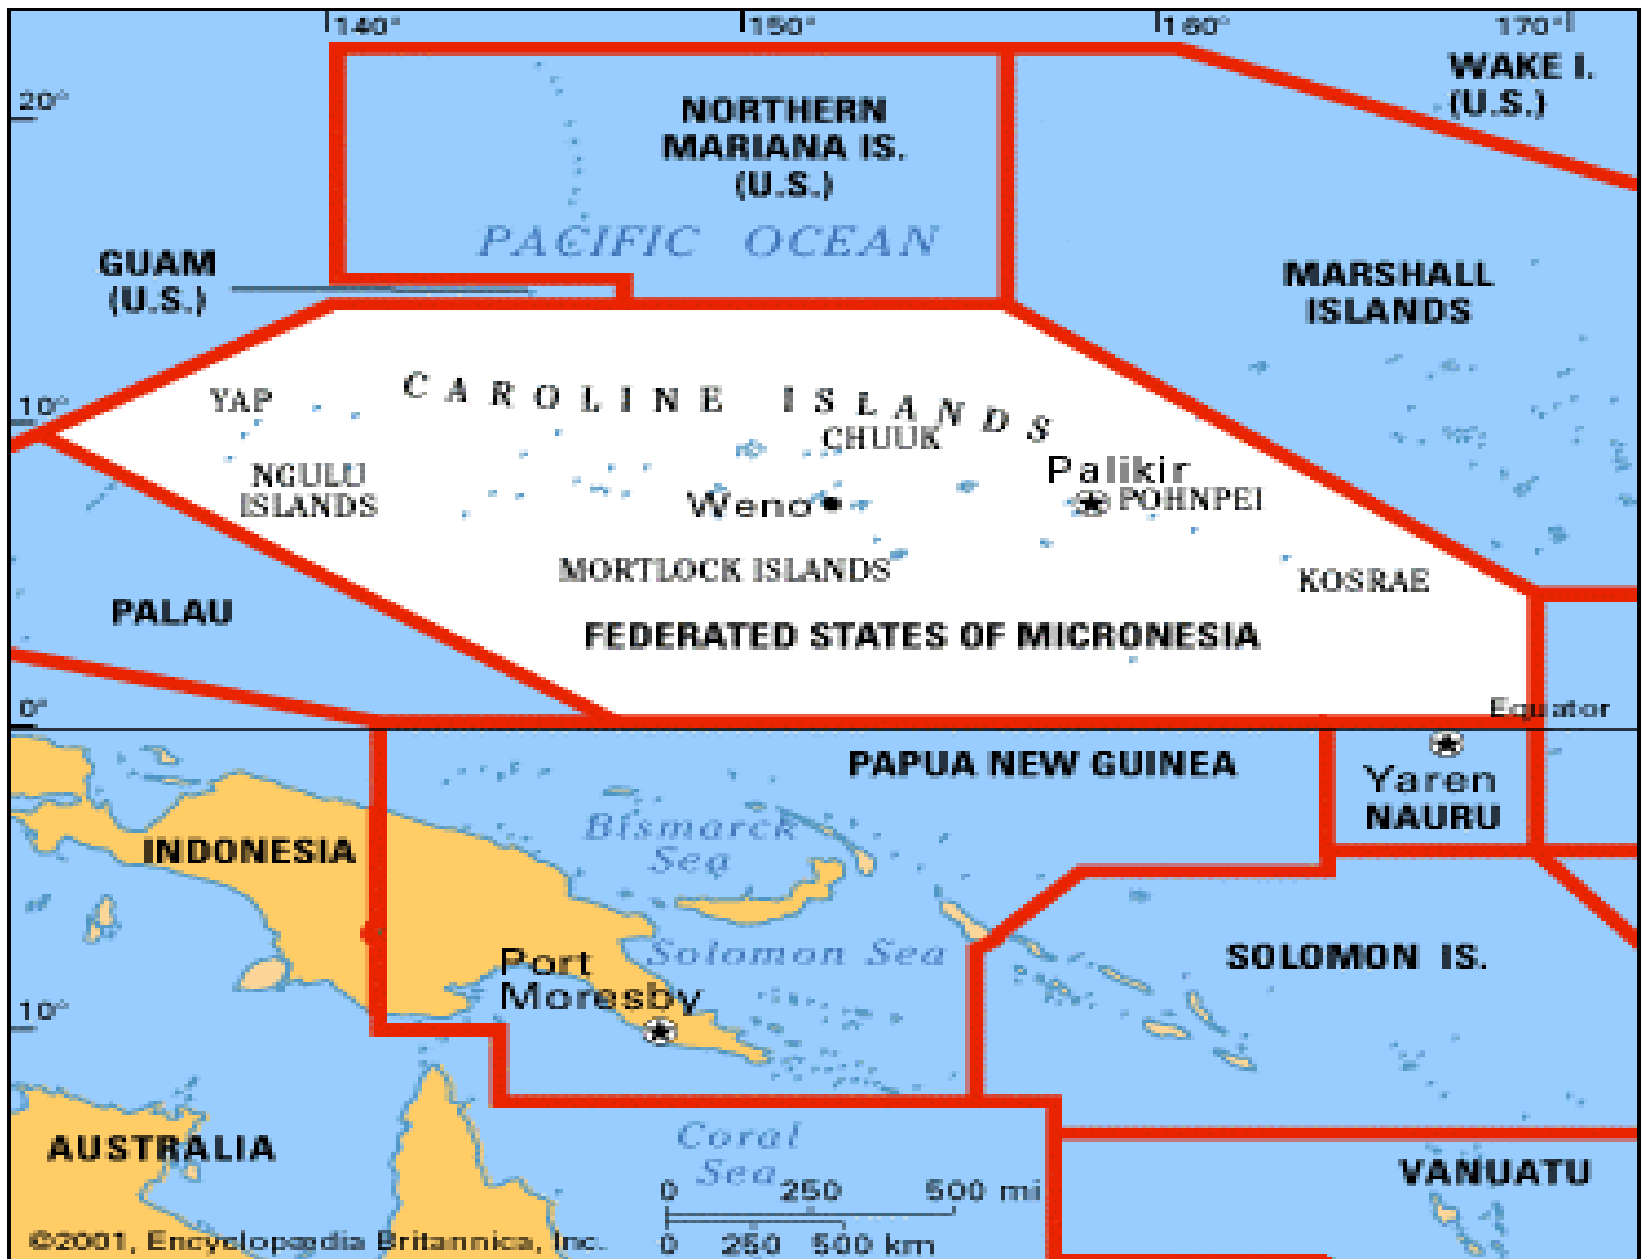 140°
150°
160°
170°
WAKE I.
(U.S.)
20°
NORTHERN
MARIANA IS.
(U.S.)
PACIFIC OCEAN
GUAM
(U.S.)
MARSHALL
ISLANDS
10°
YAP
CAROLINE ISLANDS
CHUUK
Palikir
POHNPEI
NGULU
ISLANDS
Weno
MORTLOCK ISLANDS
KOSRAE
PALAU
FEDERATED STATES OF MICRONESIA
0°
Equator
PAPUA NEW GUINEA
Yaren
NAURU
Bismarck
Sea
INDONESIA
Solomon Sea
SOLOMON IS.
Port
Moresby
10°
Coral
Sea
AUSTRALIA
VANUATU
0 250 500 mi
0 250 500 km
©2001, Encyclopædia Britannica, Inc.